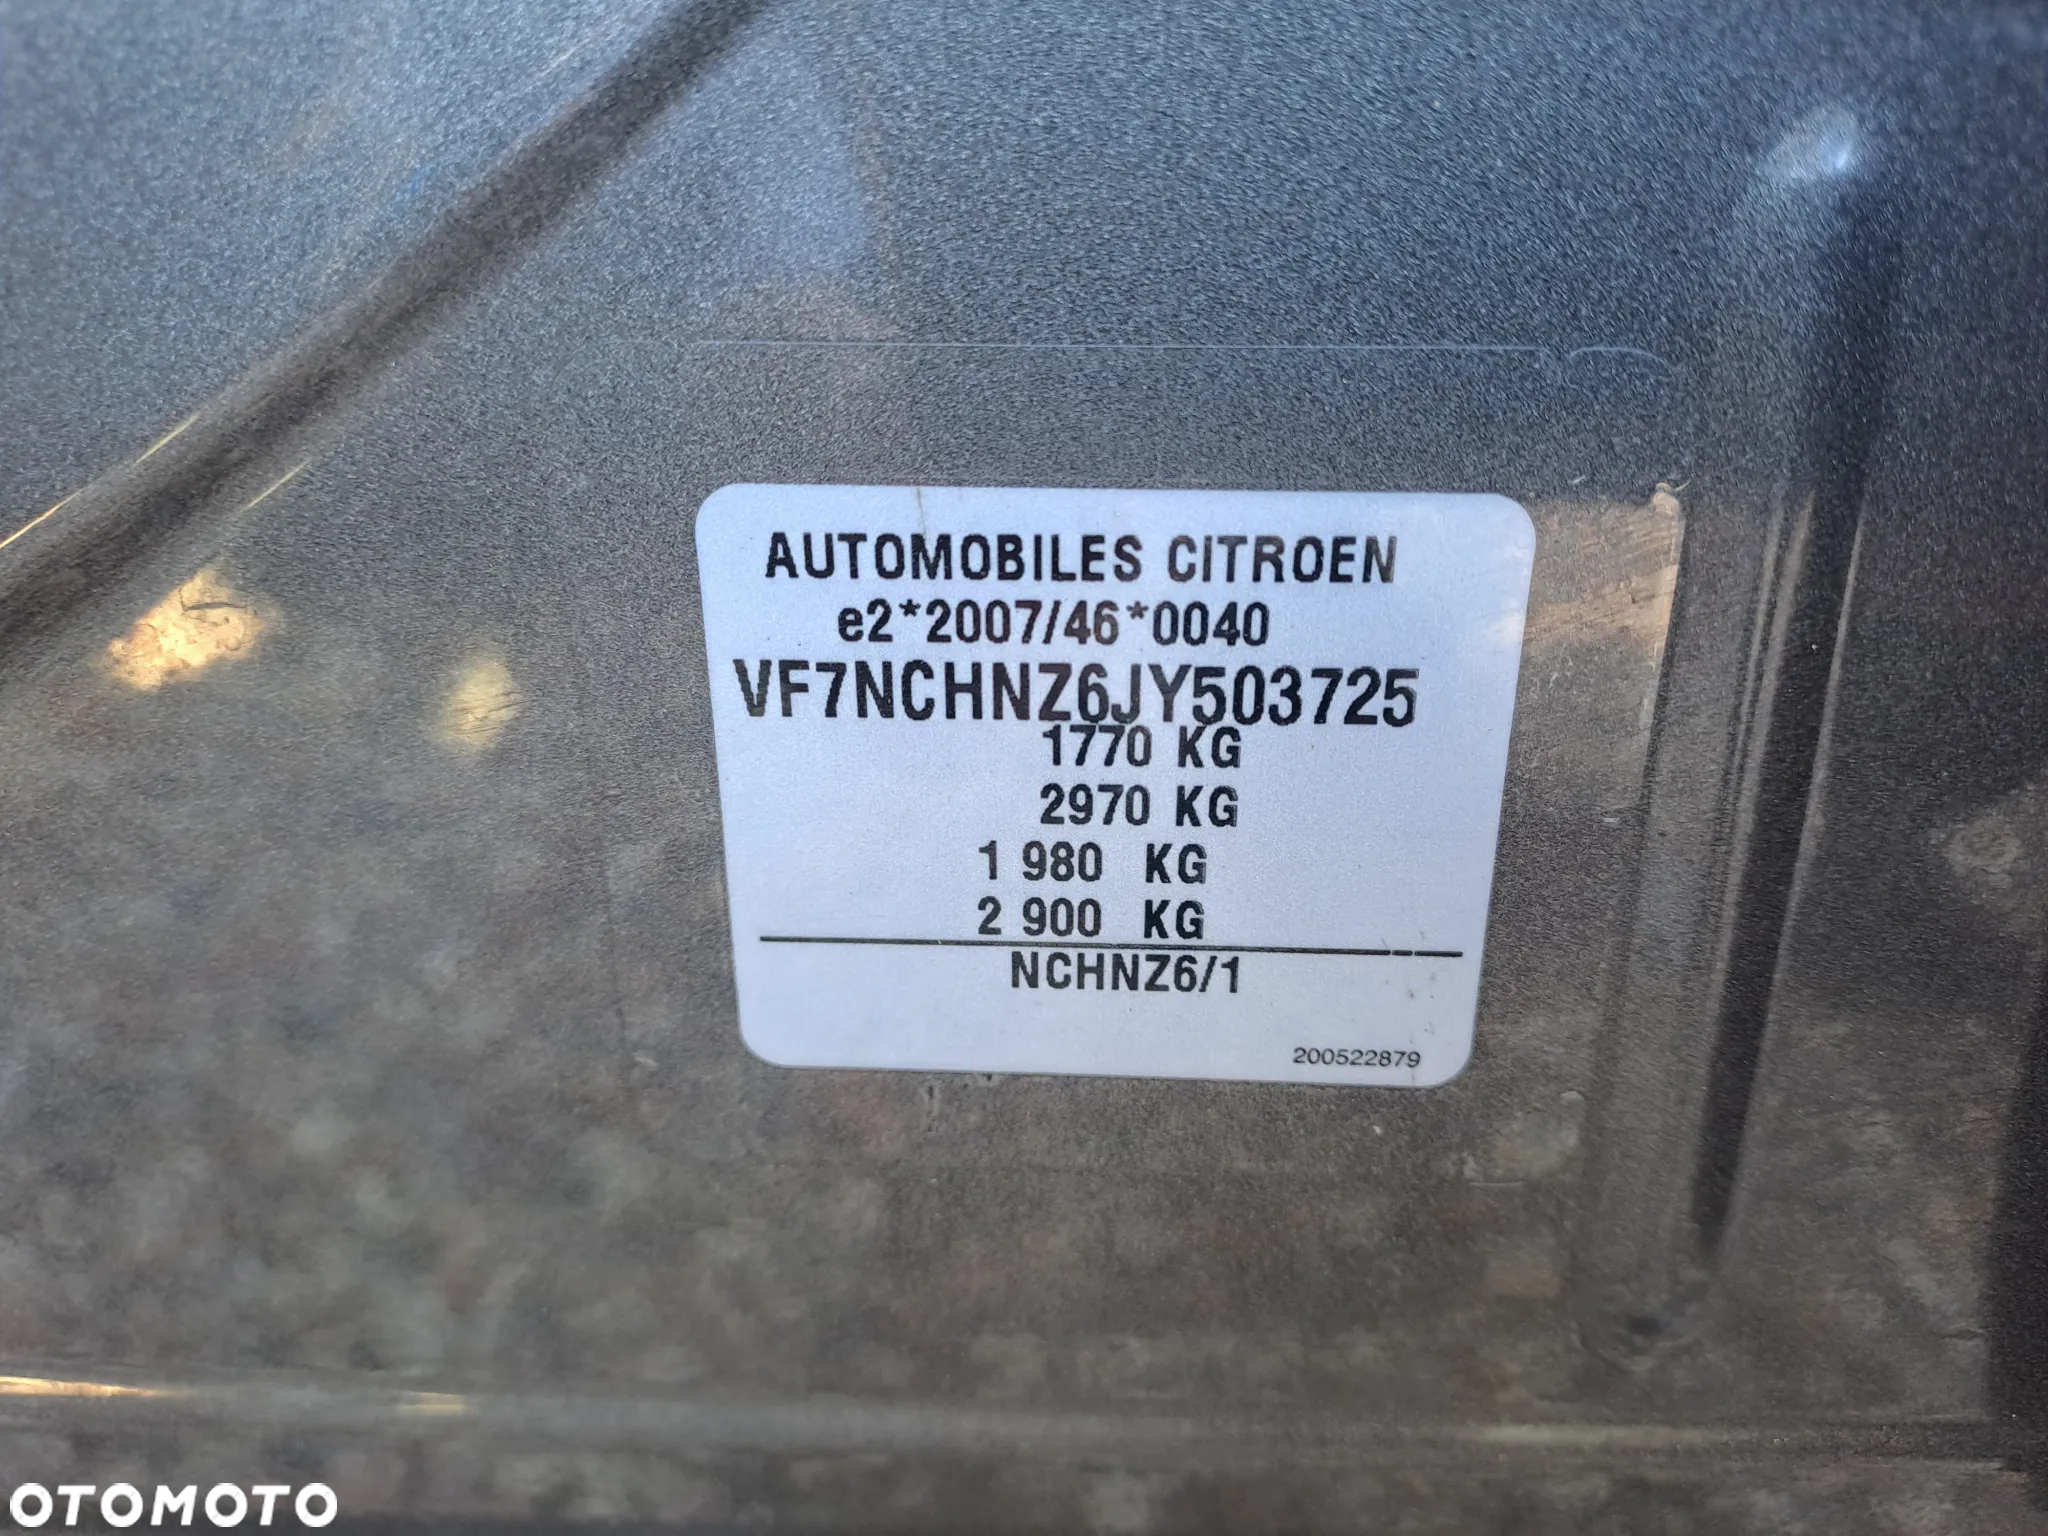 AUTOMOBILES CITROEN
e2*2007/46*0040
VF7NCHNZ6JY503725
1770 KG
2970 KG
1 980 KG
2 900 KG
NCHNZ6/1
200522879
OTOMOTO